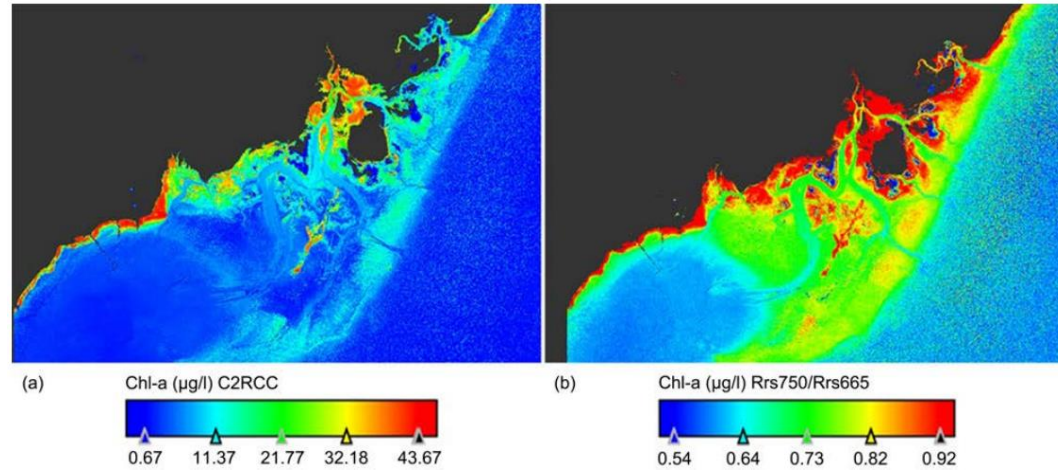 (a)
Chl-a (µg/l) C2RCC
0.67 11.37 21.77 32.18 43.67
(b)
Chl-a (µg/l) Rrs750/Rrs665
0.54 0.64 0.73 0.82 0.92